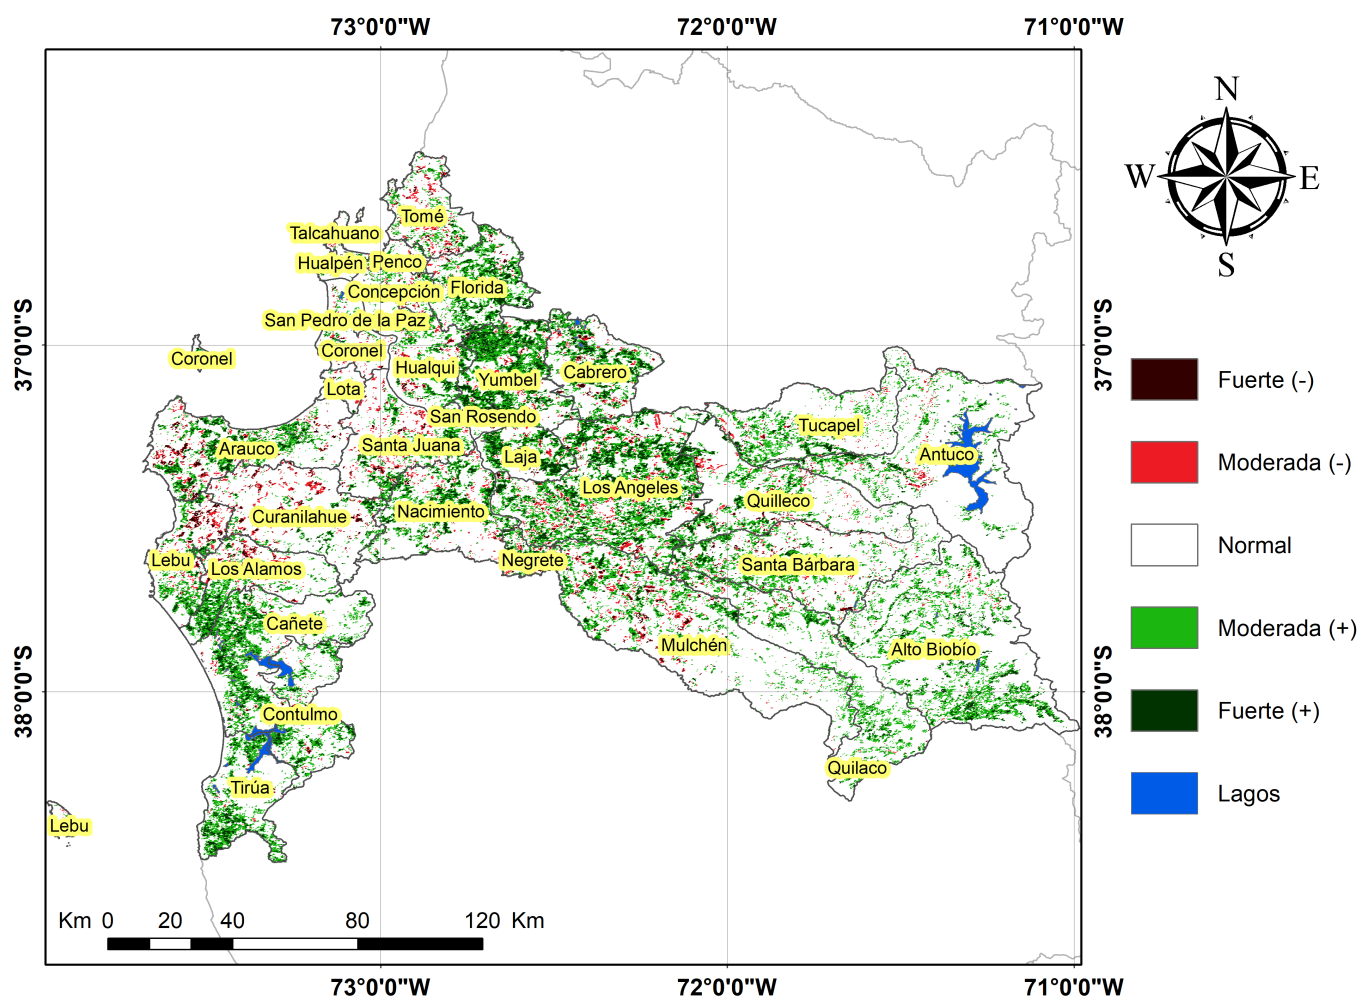 73°0'0"W
72°0'0"W
71°0'0"W
N
W
E
S
37°0'0"S
37°0'0"S
38°0'0"S
38°0'0"S
Tomé
Talcahuano
Hualpén
Penco
Concepción
Florida
San Pedro de la Paz
Coronel
Coronel
Hualqui
Yumbel
Cabrero
Lota
San Rosendo
Tucapel
Arauco
Santa Juana
Laja
Antuco
Los Angeles
Quilleco
Curanilahue
Nacimiento
Lebu
Los Alamos
Negrete
Santa Bárbara
Cañete
Mulchén
Alto Biobío
Contulmo
Quilaco
Tirúa
Lebu
Km 0 20 40 80 120 Km
73°0'0"W
72°0'0"W
71°0'0"W
Fuerte (-)
Moderada (-)
Normal
Moderada (+)
Fuerte (+)
Lagos